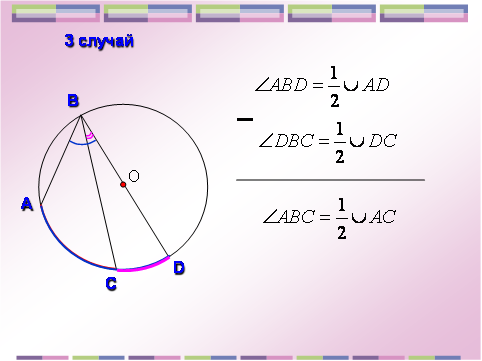 3 случай
∠ABD = 1/2 ∪ AD
−
∠DBC = 1/2 ∪ DC
∠ABC = 1/2 ∪ AC
B
O
A
D
C